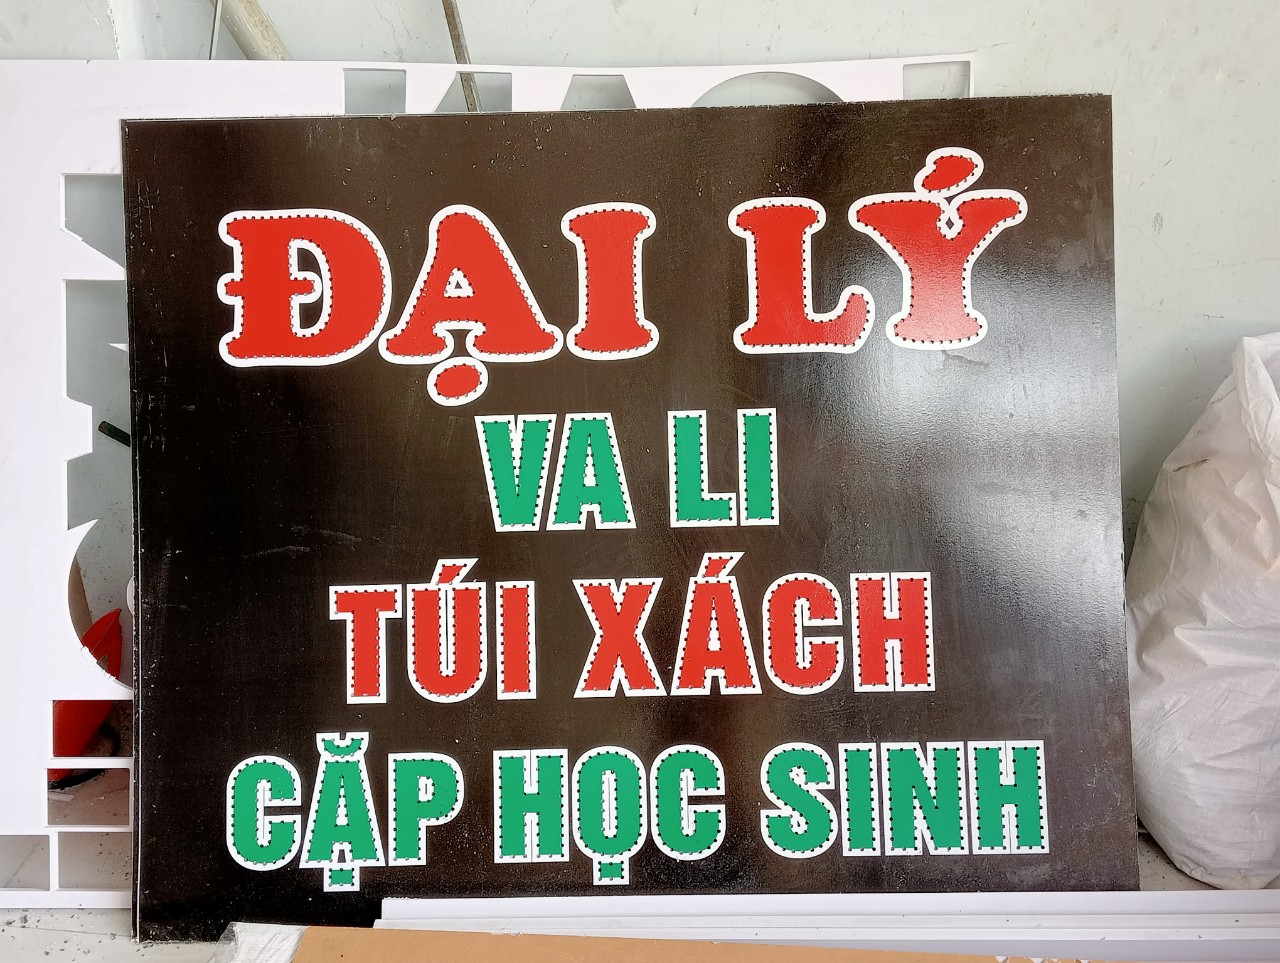 ĐẠI LÝ
VA LI
TÚI XÁCH
CẶP HỌC SINH